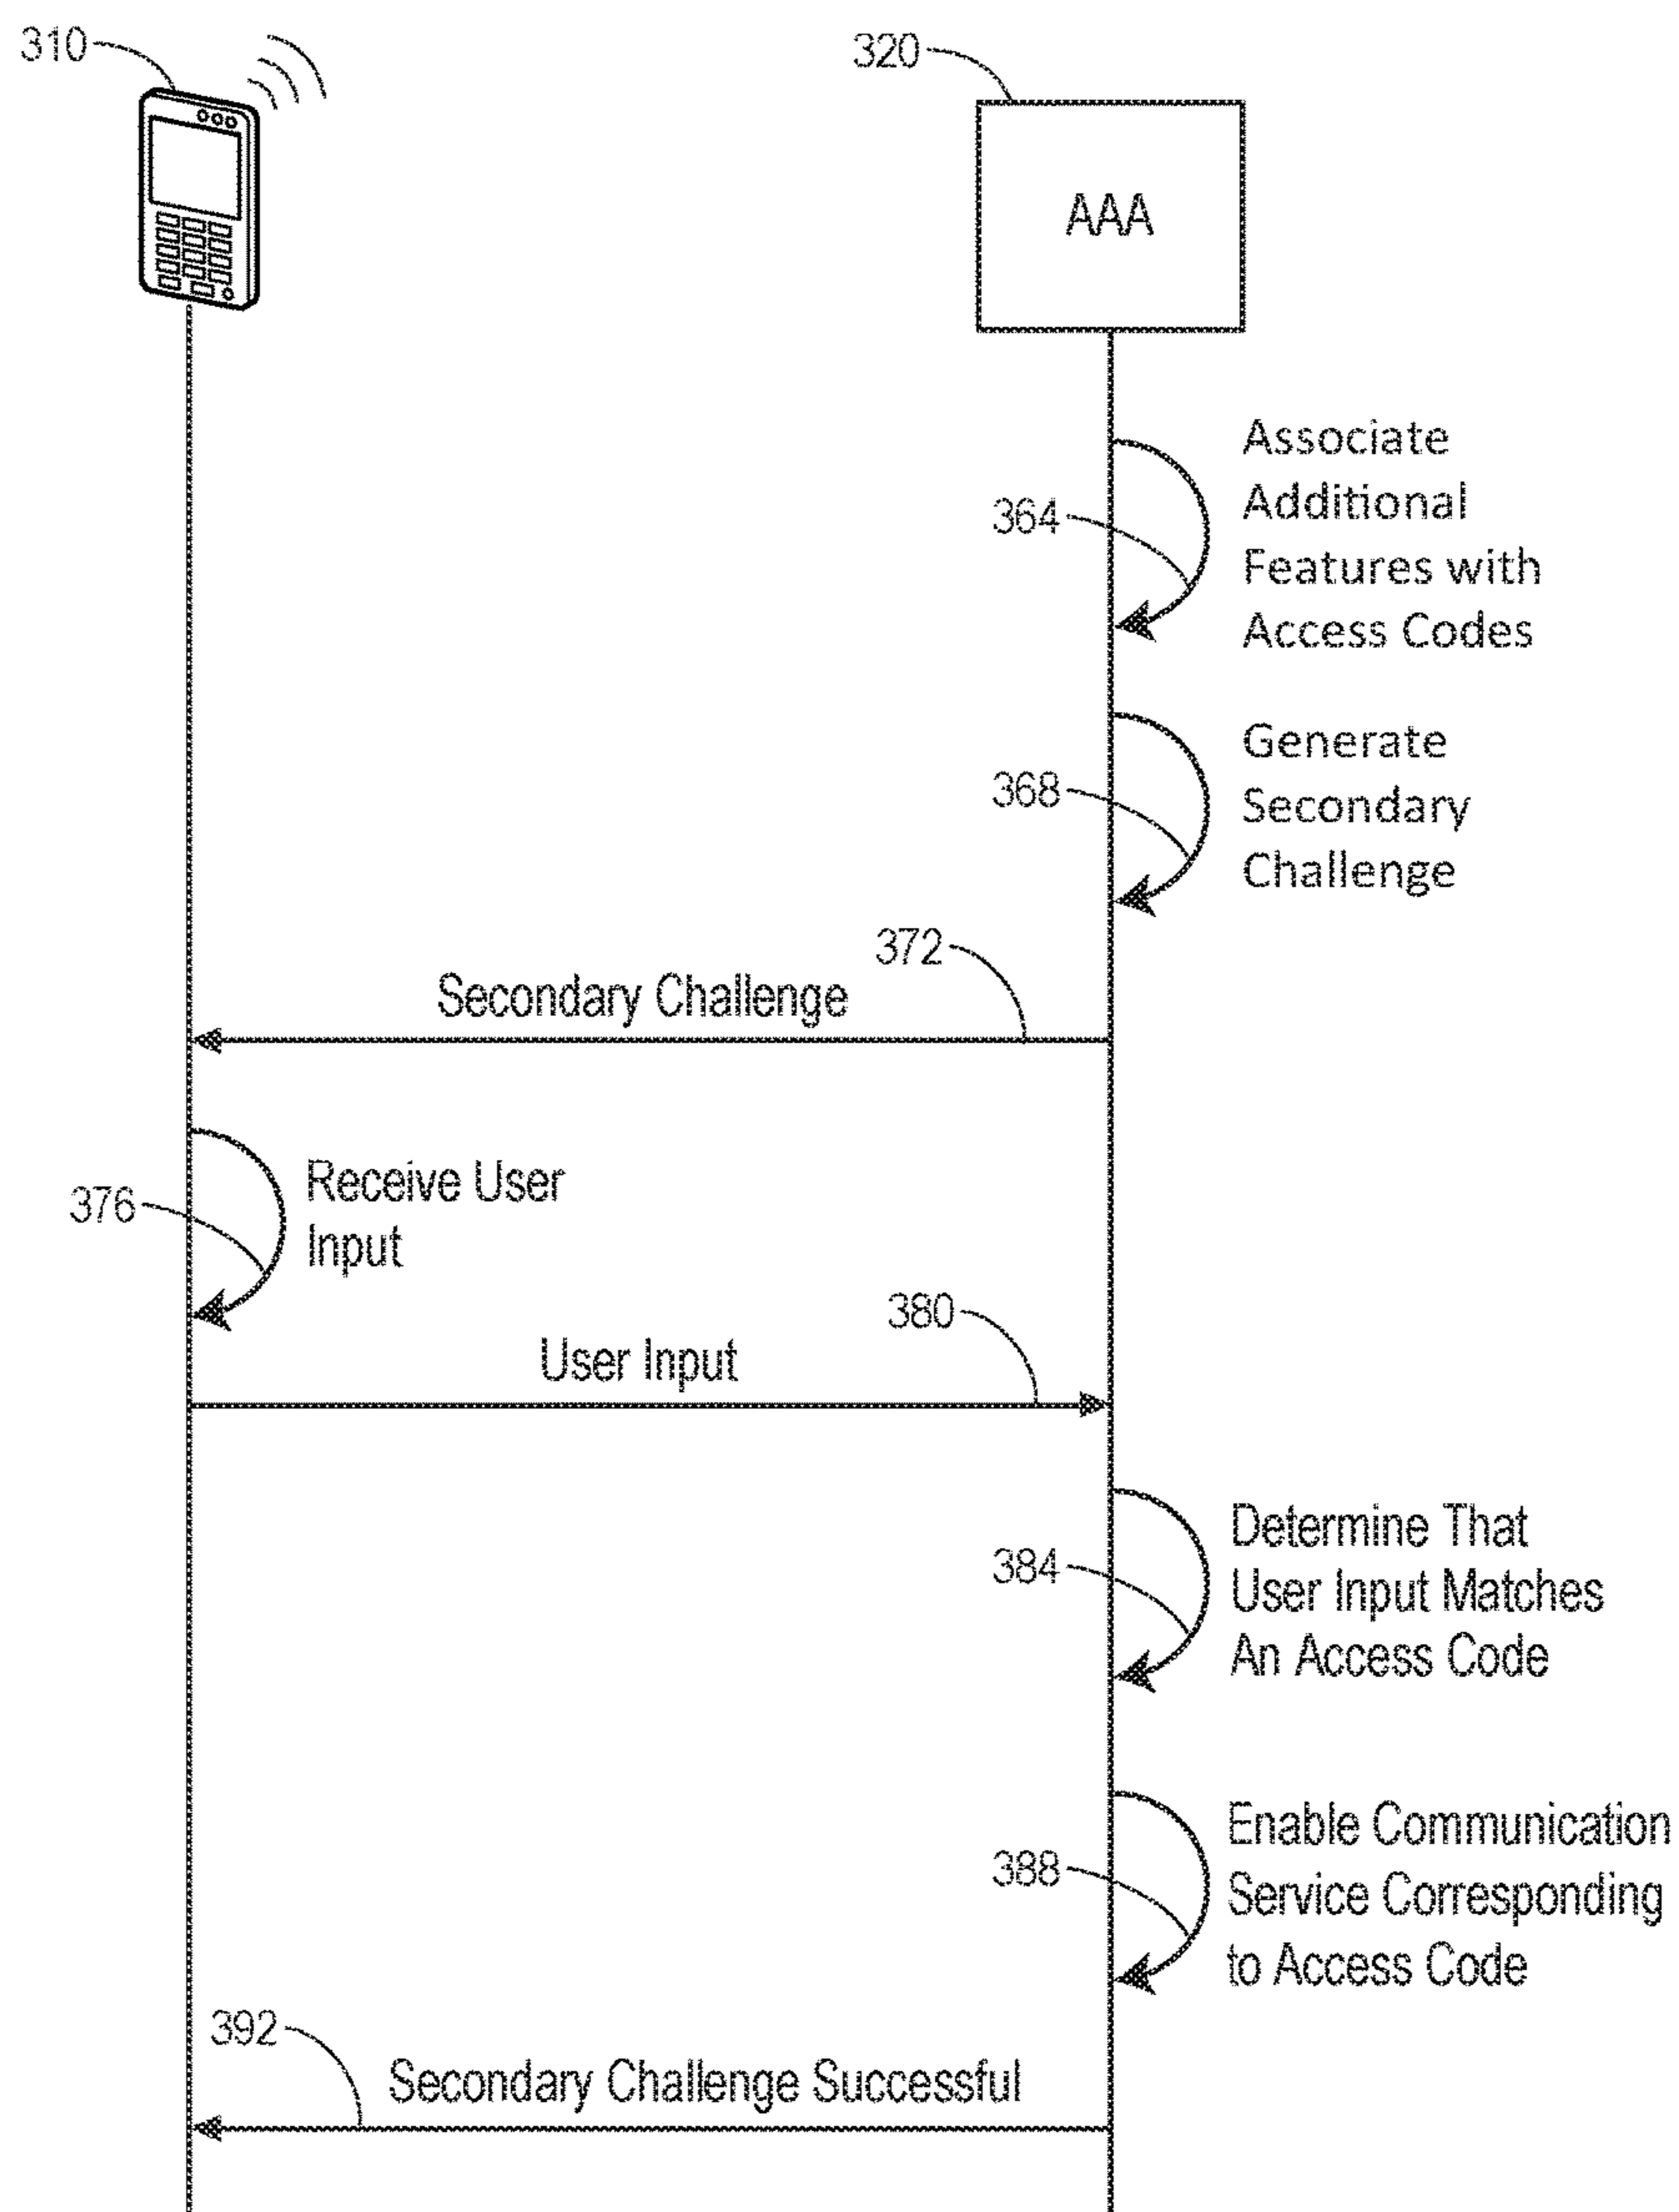 310
320
AAA
Associate
Additional
364
Features with
Access Codes
Generate
368
Secondary
Challenge
372
Secondary Challenge
Receive User
376
Input
380
User Input
Determine That
384
User Input Matches
An Access Code
Enable Communication
388
Service Corresponding
to Access Code
392
Secondary Challenge Successful